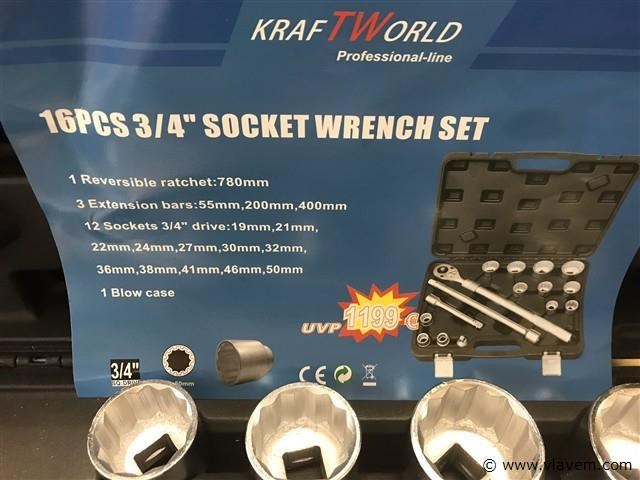 KRAFTWORLD
Professional-line
16PCS 3/4" SOCKET WRENCH SET
1 Reversible ratchet:780mm
3 Extension bars:55mm,200mm,400mm
12 Sockets 3/4" drive:19mm,21mm,
22mm,24mm,27mm,30mm,32mm,
36mm,38mm,41mm,46mm,50mm
1 Blow case
UVP 1199 €
3/4"
SQ DRIVE
CE
© www.vlavem.com